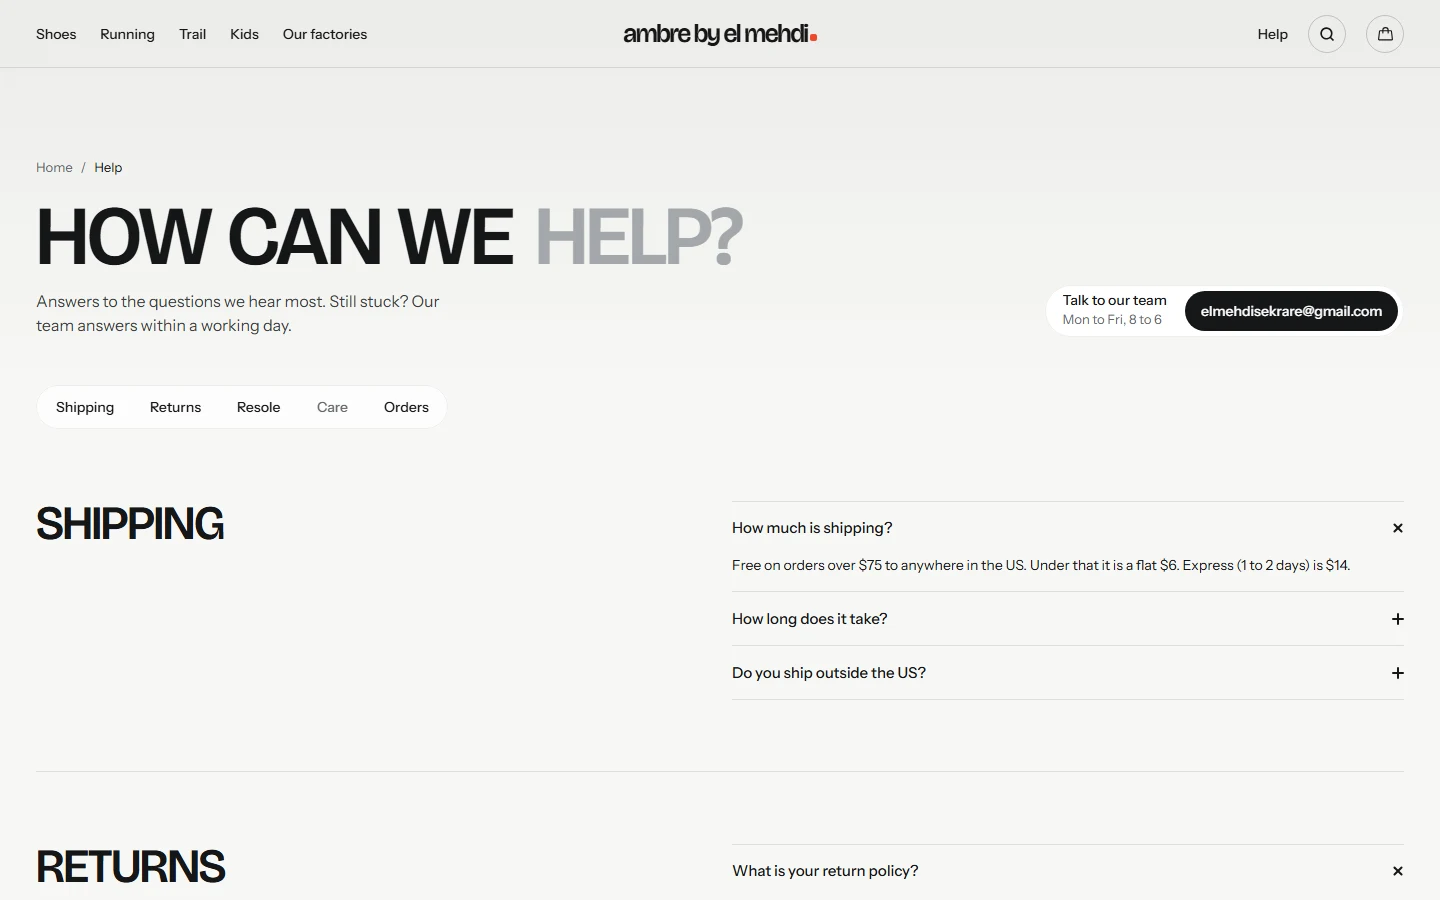 Shoes Running Trail Kids Our factories
ambre by el mehdi.
Help
Home / Help
HOW CAN WE HELP?
Answers to the questions we hear most. Still stuck? Our
team answers within a working day.
Talk to our team
Mon to Fri, 8 to 6
elmehdisekrare@gmail.com
Shipping Returns Resole Care Orders
SHIPPING
How much is shipping?
Free on orders over $75 to anywhere in the US. Under that it is a flat $6. Express (1 to 2 days) is $14.
How long does it take?
Do you ship outside the US?
RETURNS
What is your return policy?